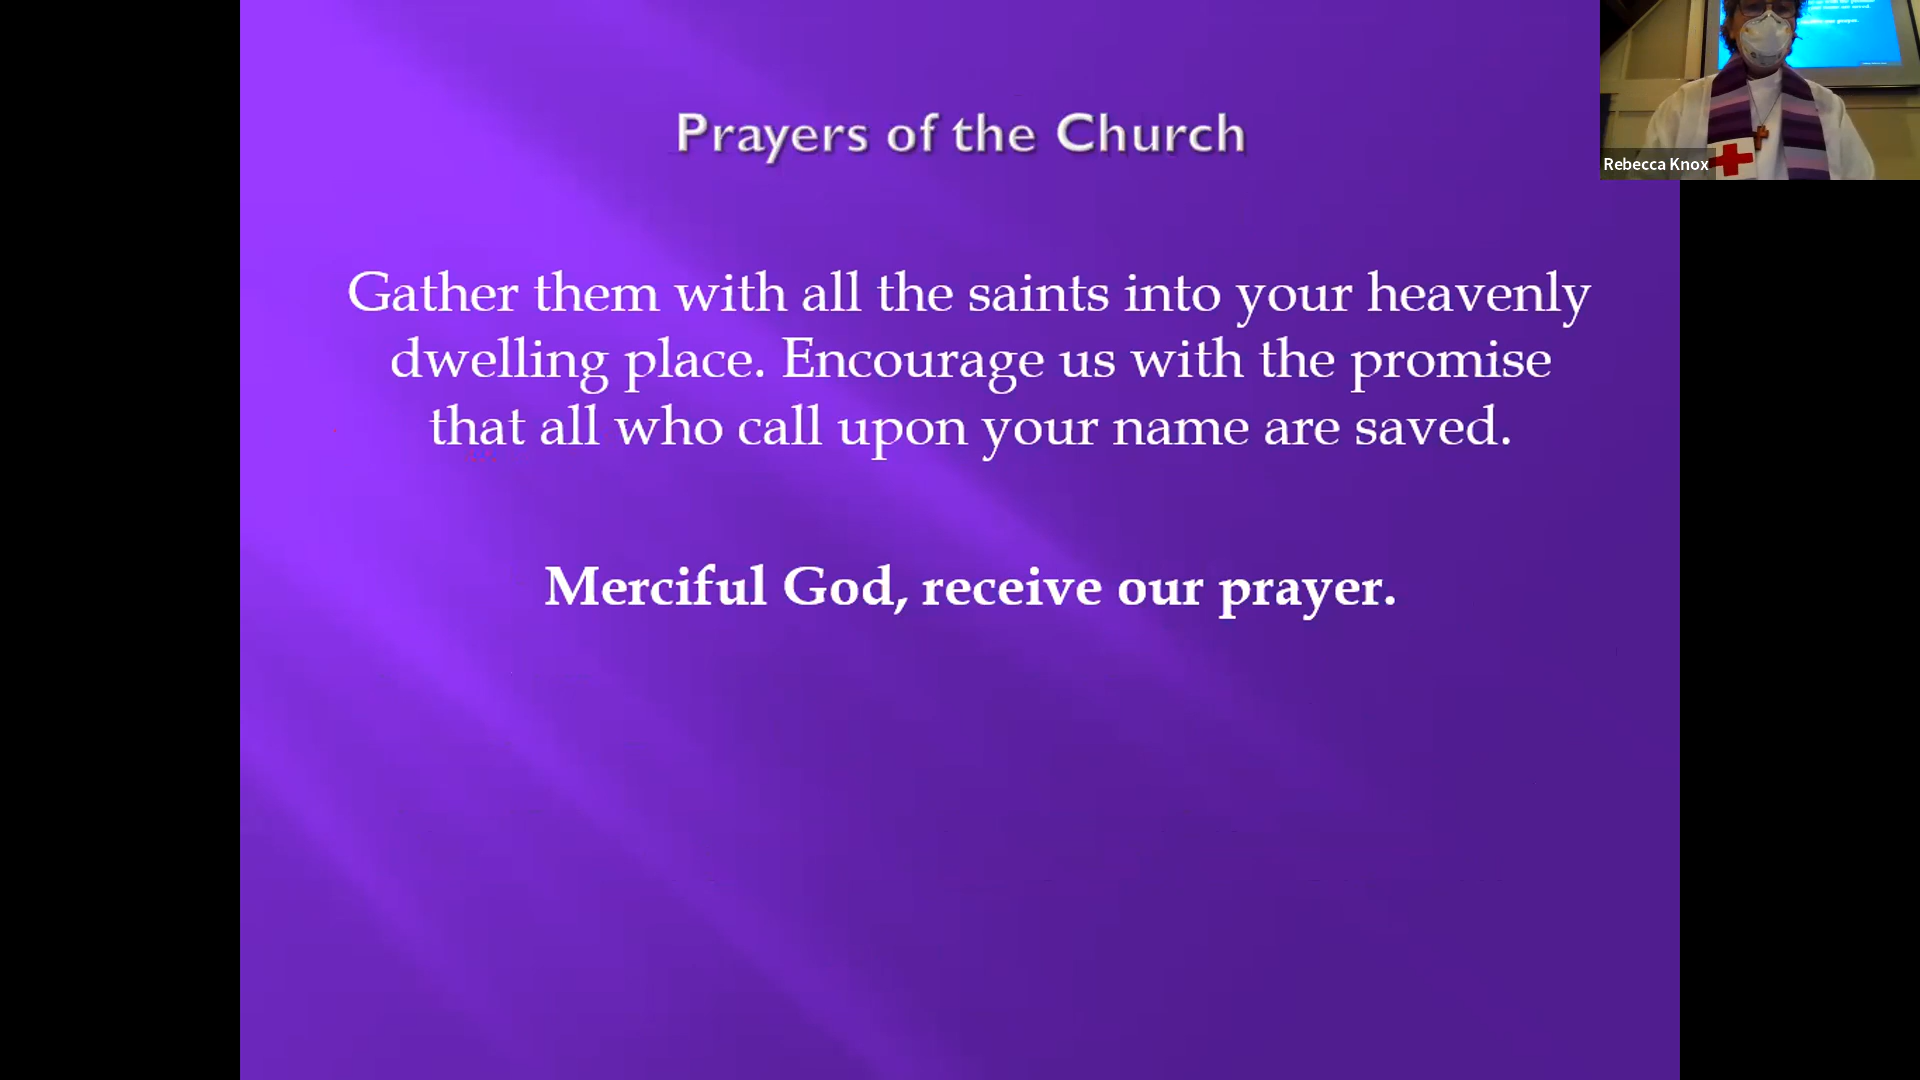 Prayers of the Church
Gather them with all the saints into your heavenly
dwelling place. Encourage us with the promise
that all who call upon your name are saved.
Merciful God, receive our prayer.
Rebecca Knox